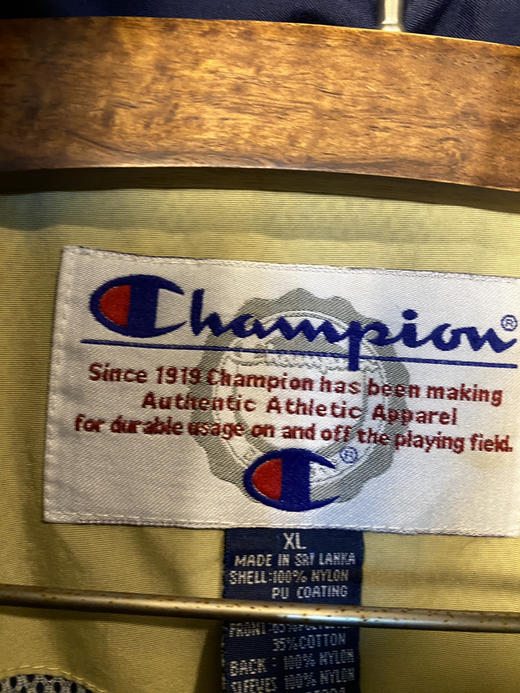 Champion®
Since 1919 Champion has been making
Authentic Athletic Apparel
for durable usage on and off the playing field.
®
XL
MADE IN SRI LANKA
SHELL:100% NYLON
PU COATING
35%COTTON
BACK : 100% NYLON
SLEEVES 100% NYLON